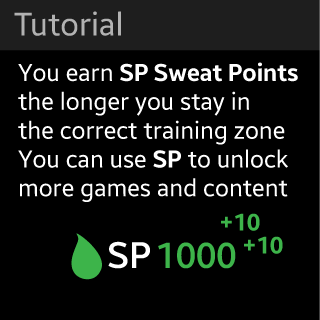 Tutorial
You earn SP Sweat Points
the longer you stay in
the correct training zone
You can use SP to unlock
more games and content
+10
SP 1000 +10